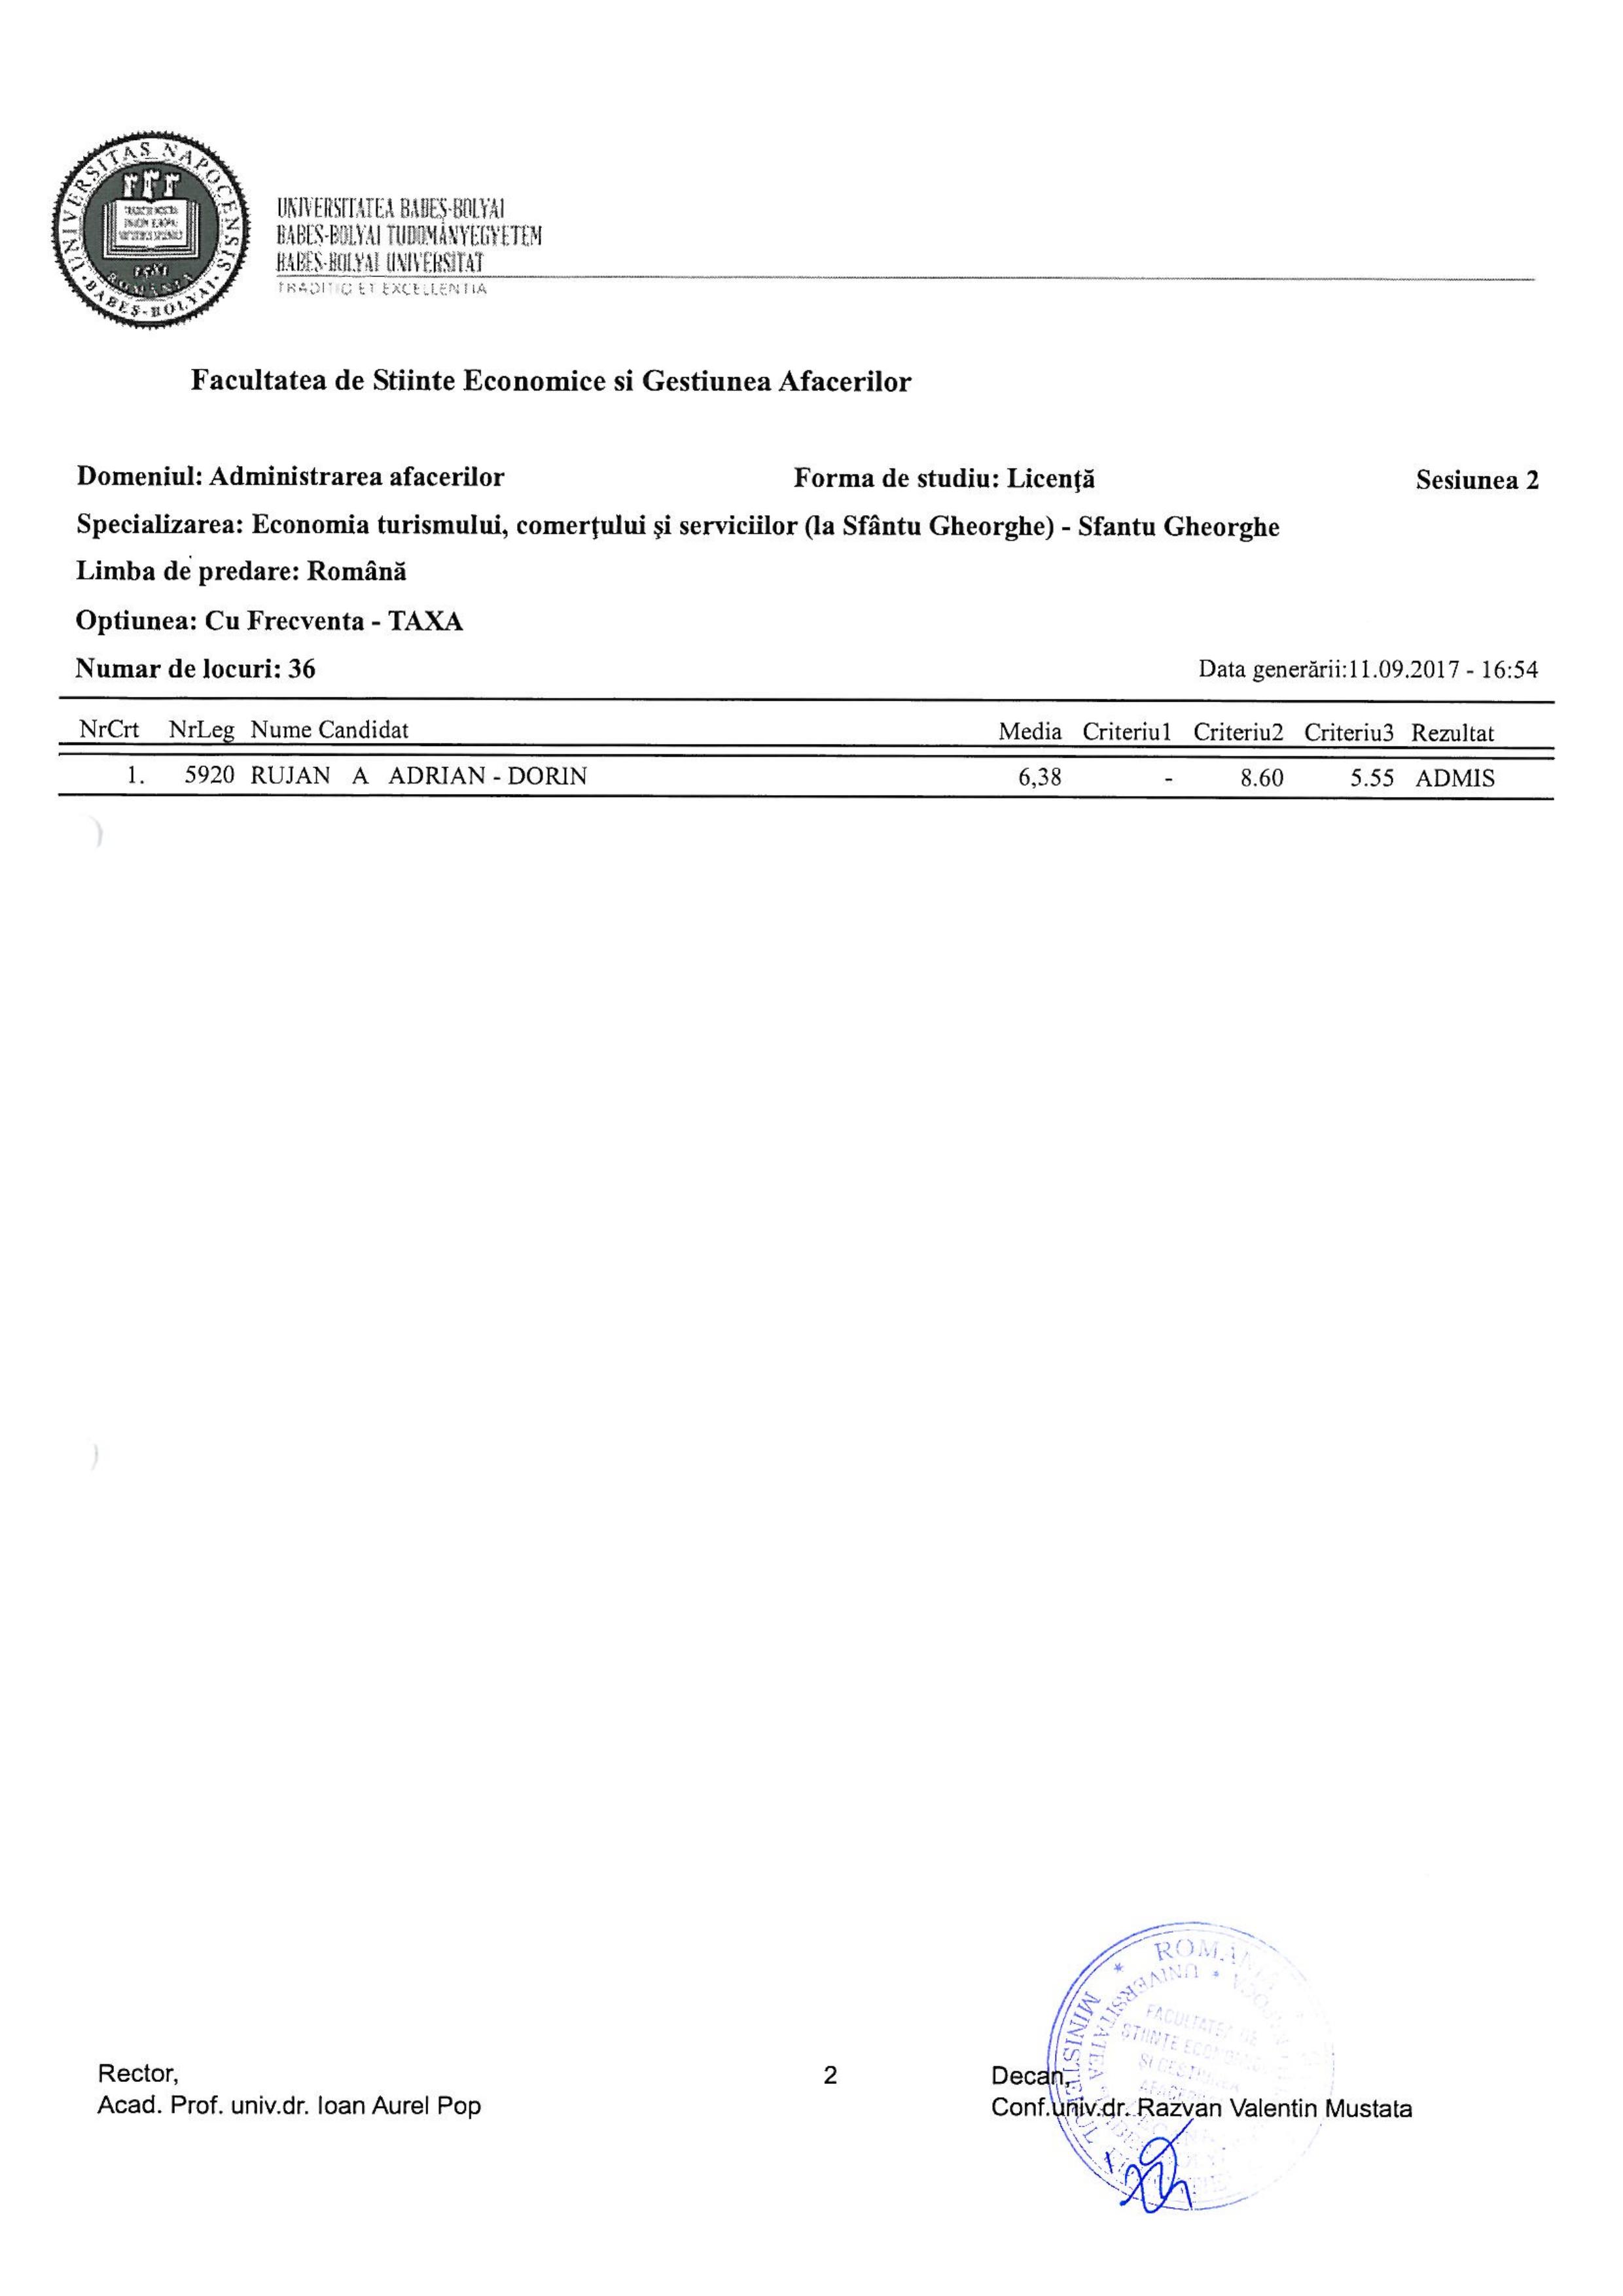 UNIVERSITAS NAPOCENSIS
BABEŞ-BOLYAI
ROMANIA
1581
UNIVERSITATEA BABEŞ-BOLYAI
BABEŞ-BOLYAI TUDOMÁNYEGYETEM
BABEŞ-BOLYAI UNIVERSITAT
TRADITIO ET EXCELLENTIA
Facultatea de Stiinte Economice si Gestiunea Afacerilor
Domeniul: Administrarea afacerilor Forma de studiu: Licenţă Sesiunea 2
Specializarea: Economia turismului, comerţului şi serviciilor (la Sfântu Gheorghe) - Sfantu Gheorghe
Limba de predare: Română
Optiunea: Cu Frecventa - TAXA
Numar de locuri: 36 Data generării:11.09.2017 - 16:54
NrCrt NrLeg Nume Candidat Media Criteriu1 Criteriu2 Criteriu3 Rezultat
1. 5920 RUJAN A ADRIAN - DORIN 6,38 - 8.60 5.55 ADMIS
ROMANIA
MINISTERUL
UNIVERSITATEA
FACULTATEA DE
STIINTE ECONOMICE
SI GESTIUNEA
AFACERILOR
Rector, 2 Decan,
Acad. Prof. univ.dr. Ioan Aurel Pop Conf.univ.dr. Razvan Valentin Mustata